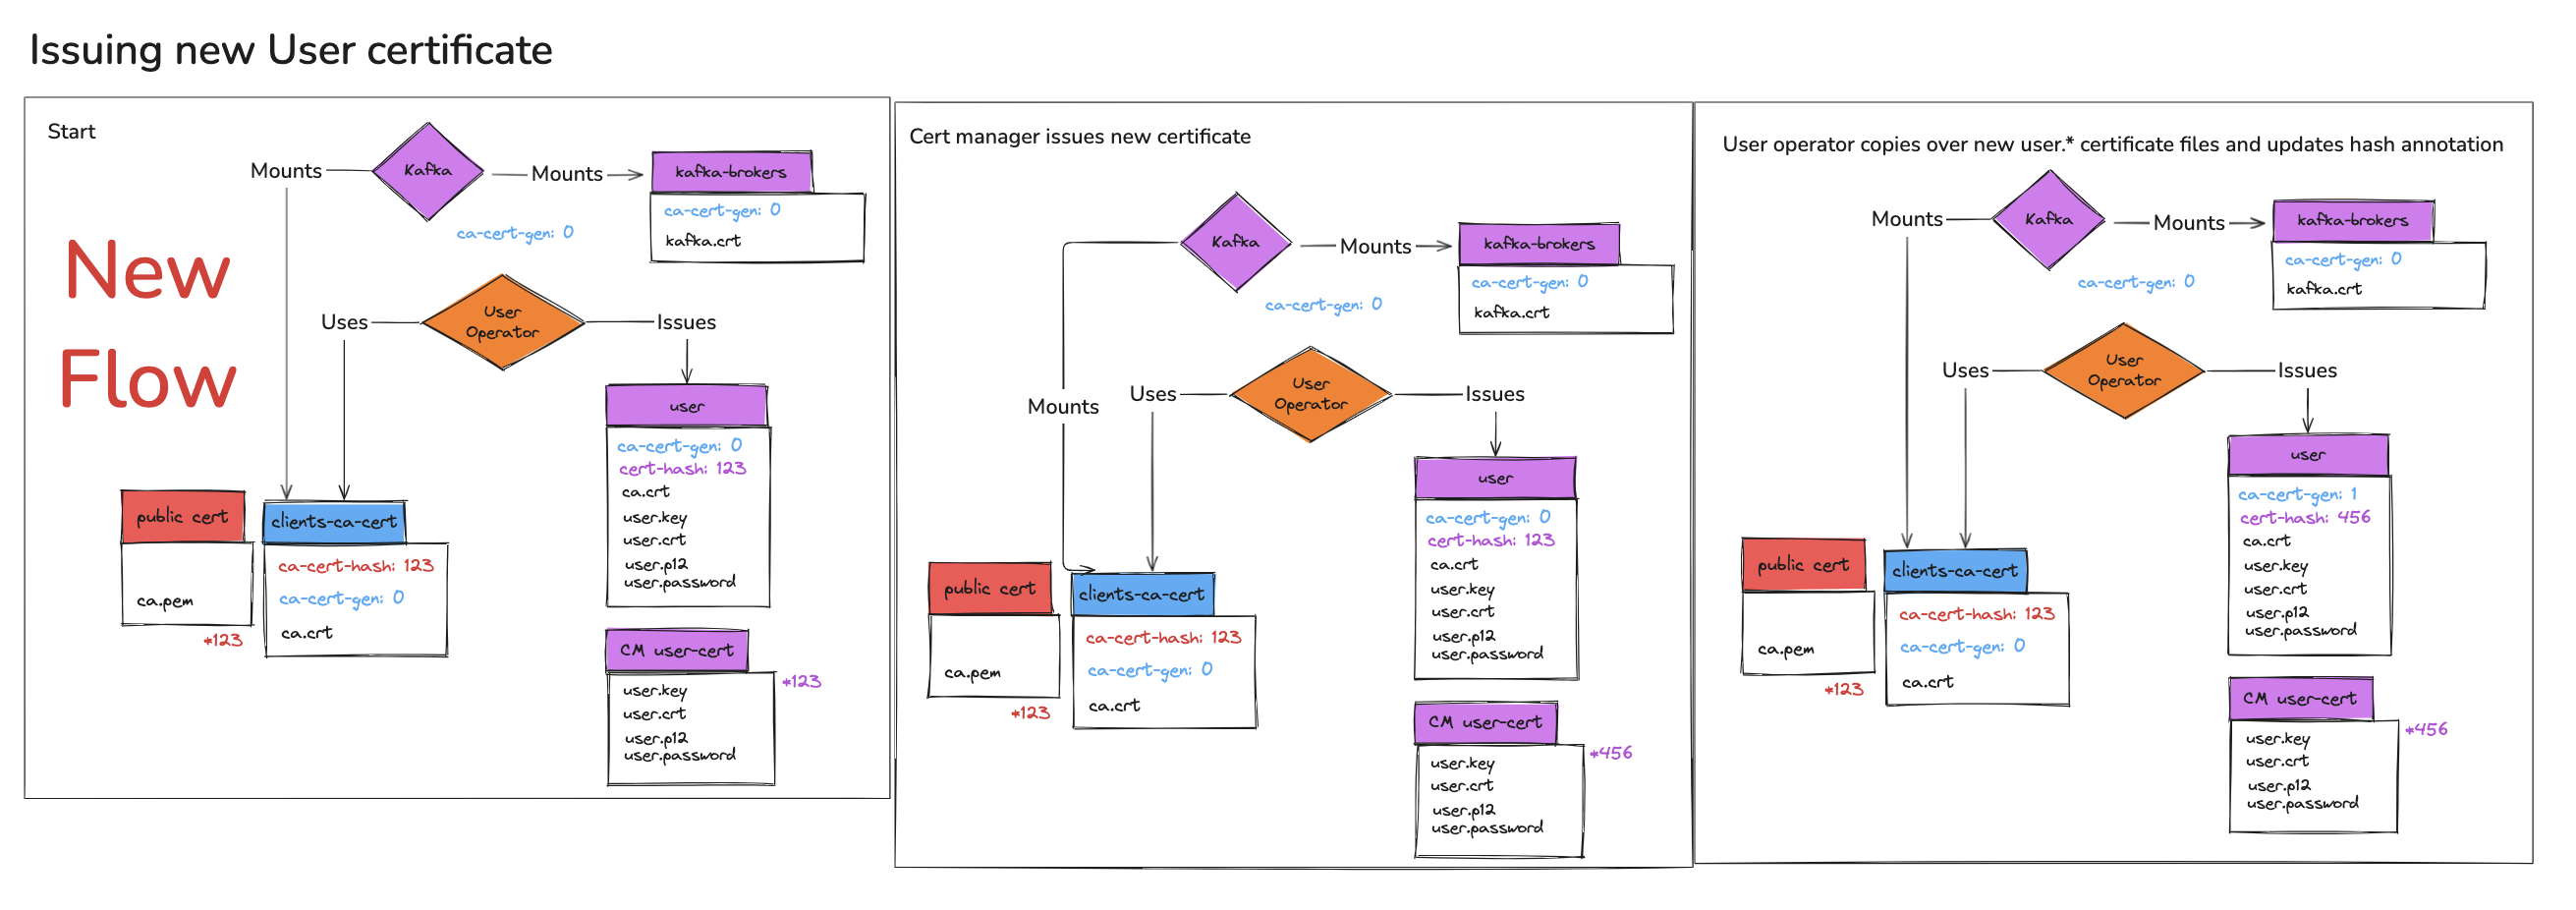 Issuing new User certificate
Start
Mounts
Kafka
Mounts
kafka-brokers
ca-cert-gen: 0
kafka.crt
ca-cert-gen: 0
New
Flow
Uses
User
Operator
Issues
user
ca-cert-gen: 0
cert-hash: 123
ca.crt
user.key
user.crt
user.p12
user.password
public cert
ca.pem
*123
clients-ca-cert
ca-cert-hash: 123
ca-cert-gen: 0
ca.crt
CM user-cert
*123
user.key
user.crt
user.p12
user.password
Cert manager issues new certificate
Kafka
Mounts
kafka-brokers
ca-cert-gen: 0
kafka.crt
ca-cert-gen: 0
Mounts
Uses
User
Operator
Issues
user
ca-cert-gen: 0
cert-hash: 123
ca.crt
user.key
user.crt
user.p12
user.password
public cert
ca.pem
*123
clients-ca-cert
ca-cert-hash: 123
ca-cert-gen: 0
ca.crt
CM user-cert
*456
user.key
user.crt
user.p12
user.password
User operator copies over new user.* certificate files and updates hash annotation
Mounts
Kafka
Mounts
kafka-brokers
ca-cert-gen: 0
kafka.crt
ca-cert-gen: 0
Uses
User
Operator
Issues
user
ca-cert-gen: 1
cert-hash: 456
ca.crt
user.key
user.crt
user.p12
user.password
public cert
ca.pem
*123
clients-ca-cert
ca-cert-hash: 123
ca-cert-gen: 0
ca.crt
CM user-cert
*456
user.key
user.crt
user.p12
user.password